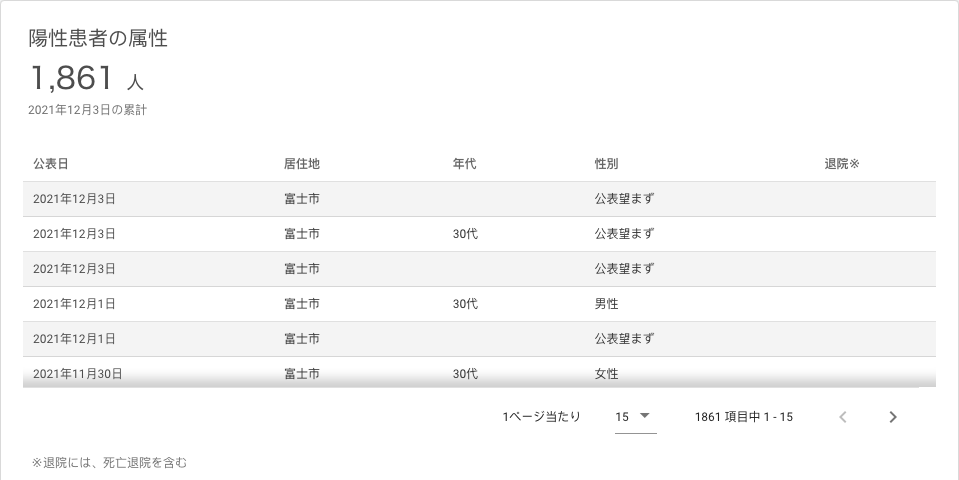 陽性患者の属性
1,861 人
2021年12月3日の累計
公表日 居住地 年代 性別 退院※
2021年12月3日 富士市 公表望まず
2021年12月3日 富士市 30代 公表望まず
2021年12月3日 富士市 公表望まず
2021年12月1日 富士市 30代 男性
2021年12月1日 富士市 公表望まず
2021年11月30日 富士市 30代 女性
1ページ当たり 15 1861 項目中 1 - 15
※退院には、死亡退院を含む